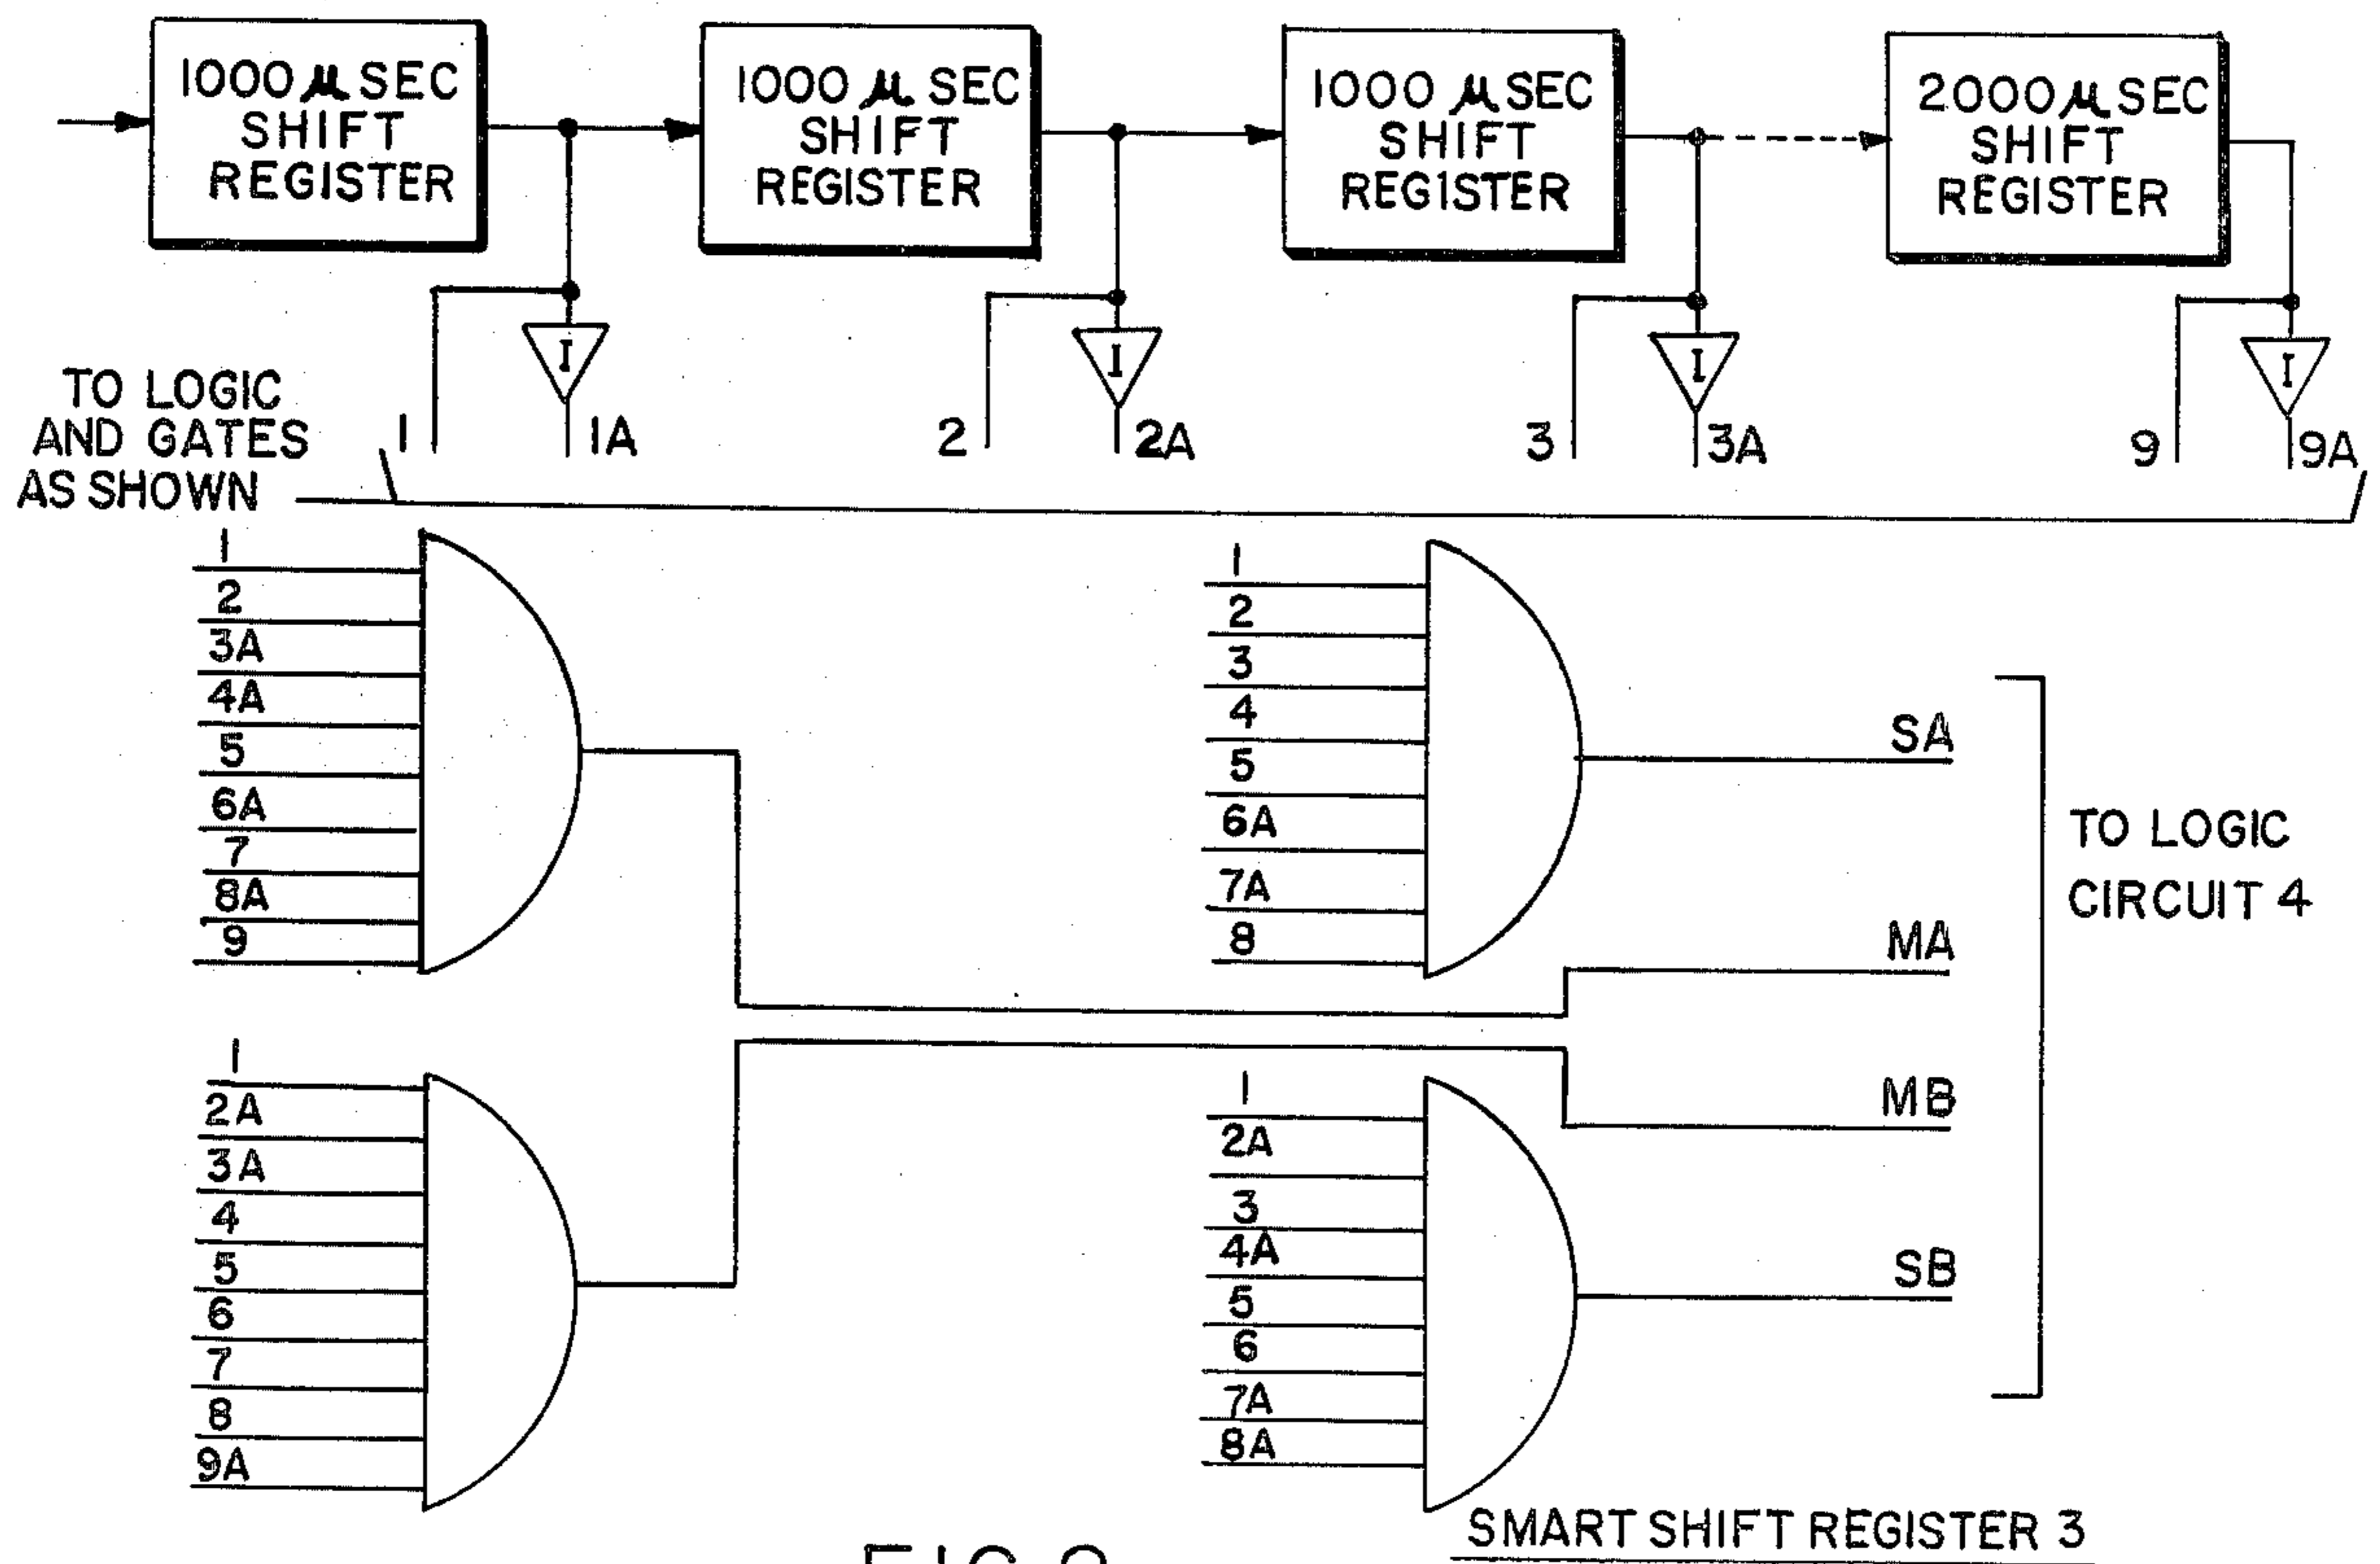 1000 μ SEC
SHIFT
REGISTER
1000 μ SEC
SHIFT
REGISTER
1000 μ SEC
SHIFT
REGISTER
2000 μ SEC
SHIFT
REGISTER
I
I
I
I
TO LOGIC
AND GATES
AS SHOWN
1
1A
2
2A
3
3A
9
9A
1
2
3A
4A
5
6A
7
8A
9
1
2
3
4
5
6A
7A
8
SA
MA
MB
SB
TO LOGIC
CIRCUIT 4
1
2A
3A
4
5
6
7
8
9A
1
2A
3
4A
5
6
7A
8A
SMART SHIFT REGISTER 3